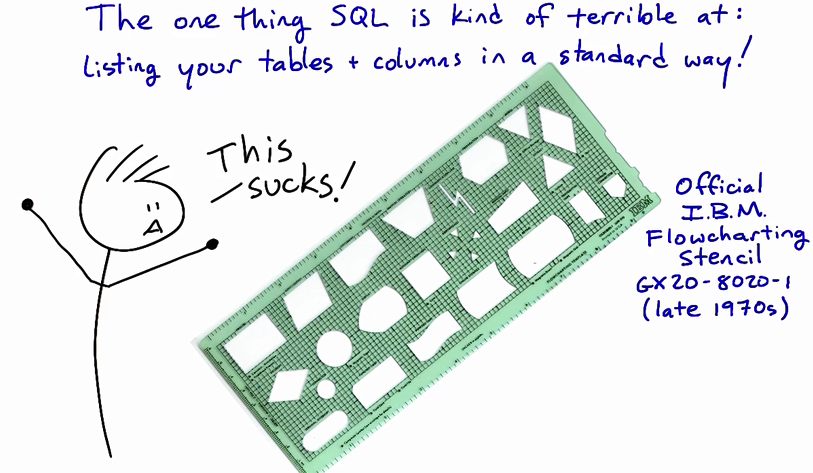 The one thing SQL is kind of terrible at:
Listing your tables + columns in a standard way!
This
sucks!
Official
I.B.M.
Flowcharting
Stencil
GX20-8020-1
(late 1970s)